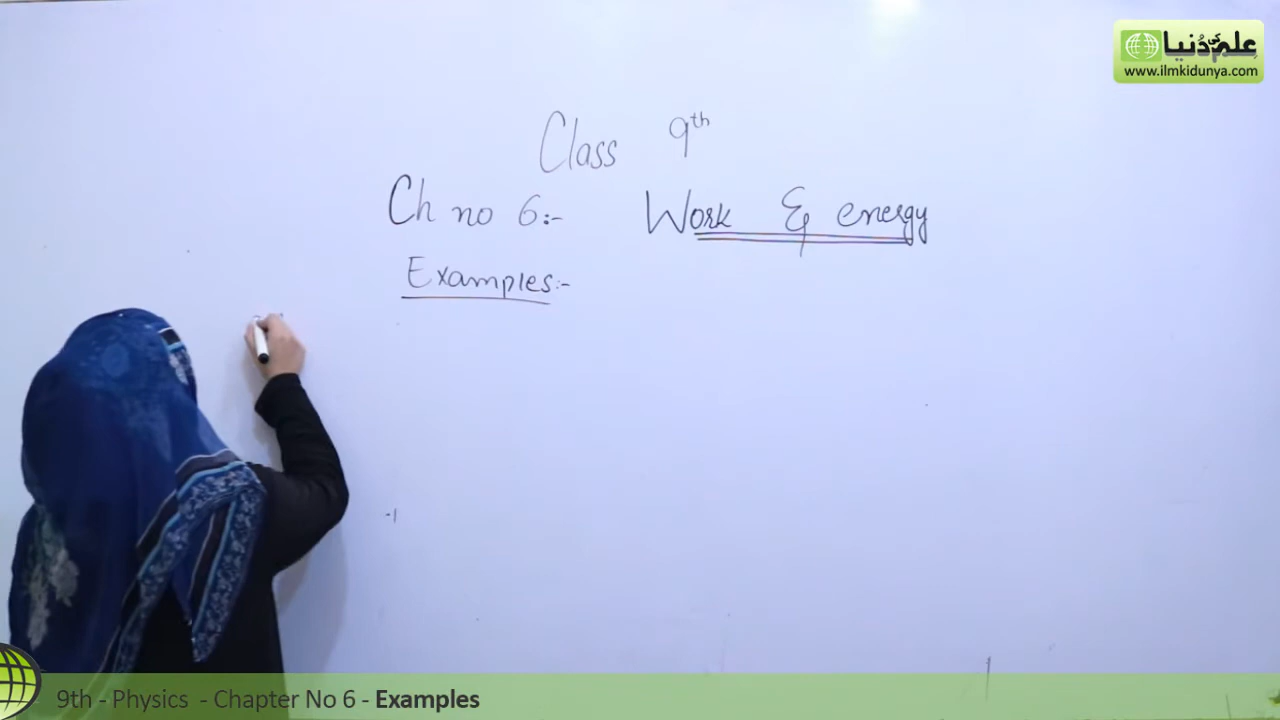 علم کی دنیا
www.ilmkidunya.com
Class 9th
Ch no 6:- Work & energy
Examples:-
9th - Physics - Chapter No 6 - Examples